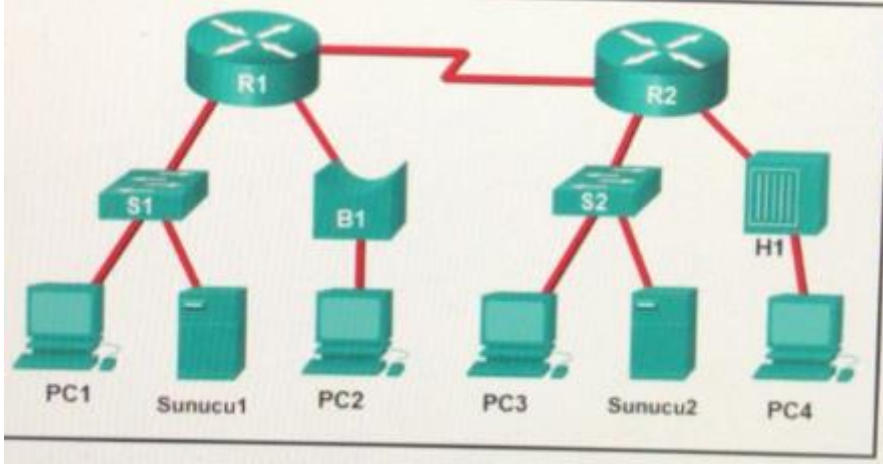 R1
R2
S1
B1
S2
H1
PC1
Sunucu1
PC2
PC3
Sunucu2
PC4